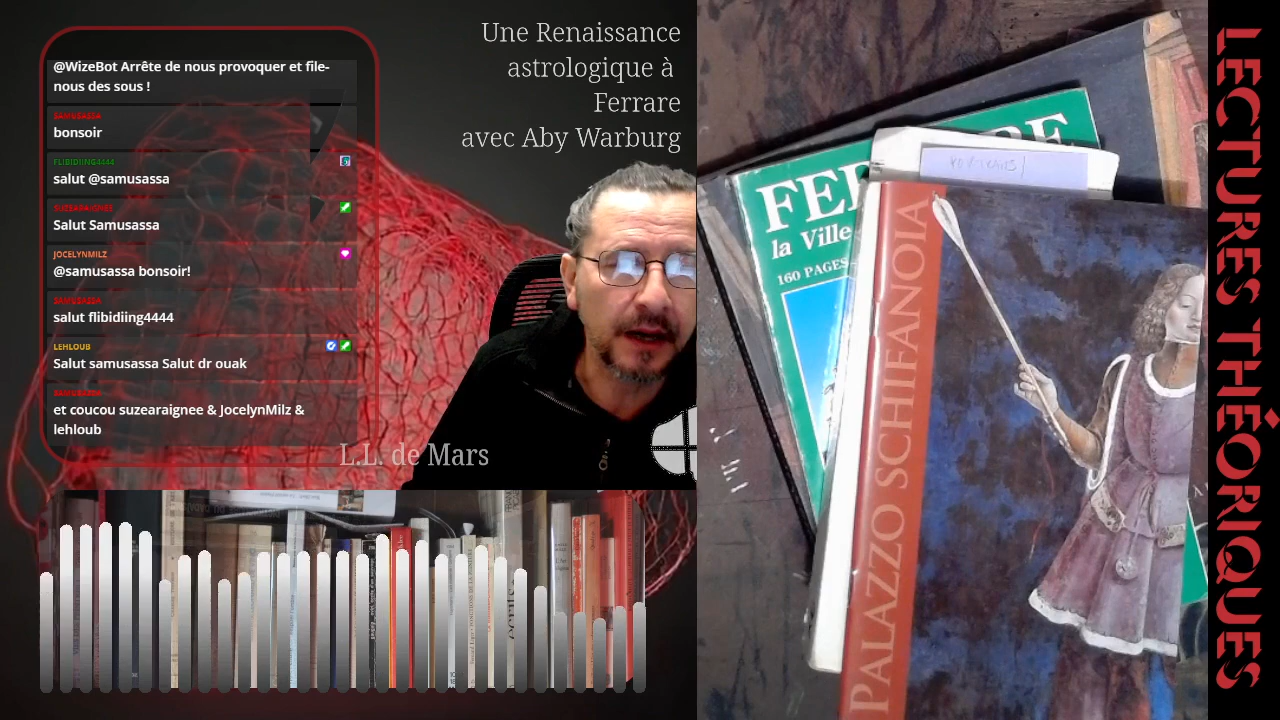 @WizeBot Arrête de nous provoquer et file-
nous des sous !
SAMUSASSA
bonsoir
FLIBIDIING4444
salut @samusassa
SUZEARAIGNEE
Salut Samusassa
JOCELYNMILZ
@samusassa bonsoir!
SAMUSASSA
salut flibidiing4444
LEHLOUB
Salut samusassa Salut dr ouak
SAMUSASSA
et coucou suzearaignee & JocelynMilz &
lehloub
Une Renaissance
astrologique à
Ferrare
avec Aby Warburg
L.L. de Mars
la Ville
160 PAGES
PALAZZO SCHIFANOIA
LECTURES THÉORIQUES